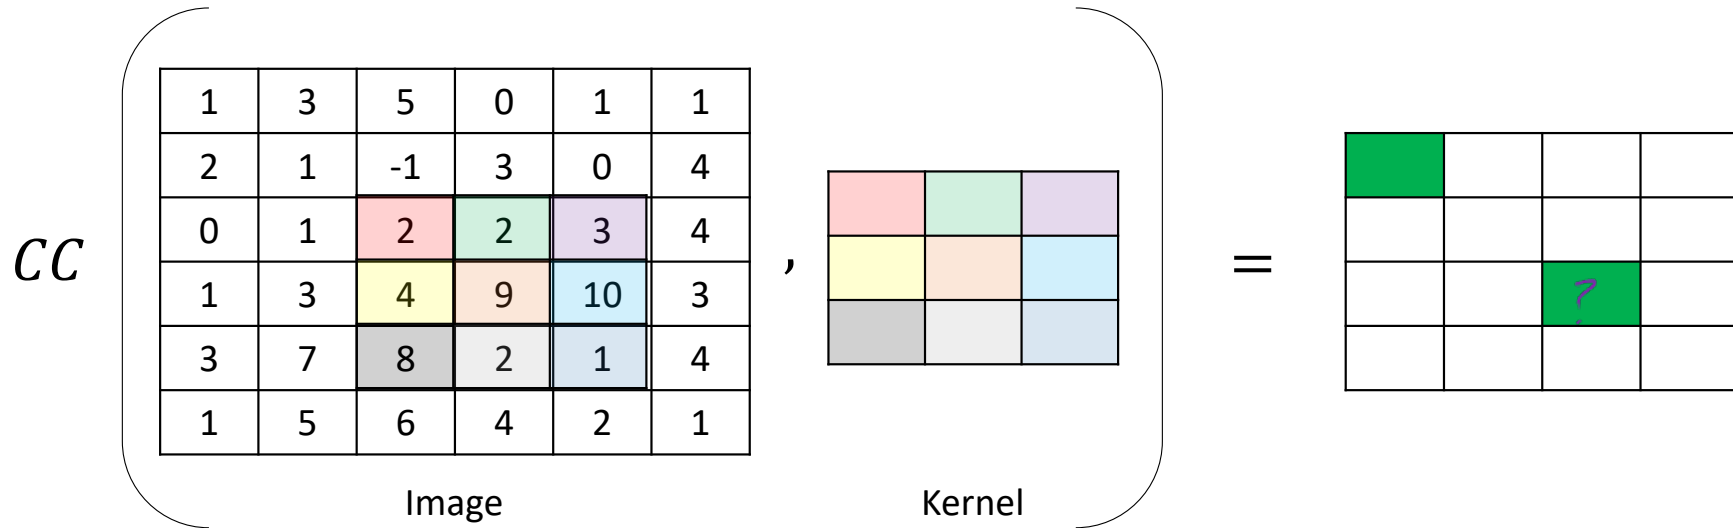 1 3 5 0 1 1
2 1 -1 3 0 4
0 1 2 2 3 4
CC
1 3 4 9 10 3
, = ?
3 7 8 2 1 4
1 5 6 4 2 1
Image Kernel